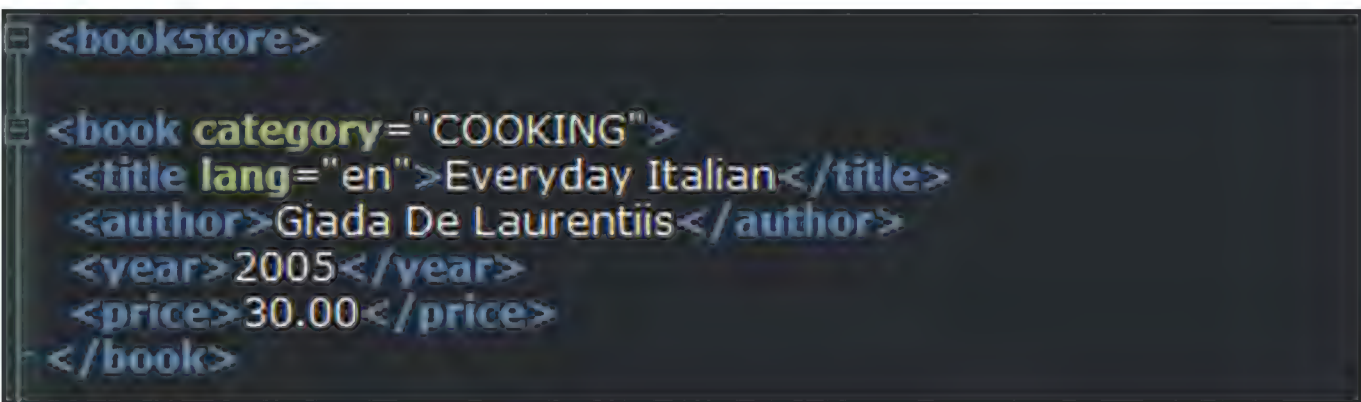 <bookstore>
<book category="COOKING">
<title lang="en">Everyday Italian</title>
<author>Giada De Laurentiis</author>
<year>2005</year>
<price>30.00</price>
</book>